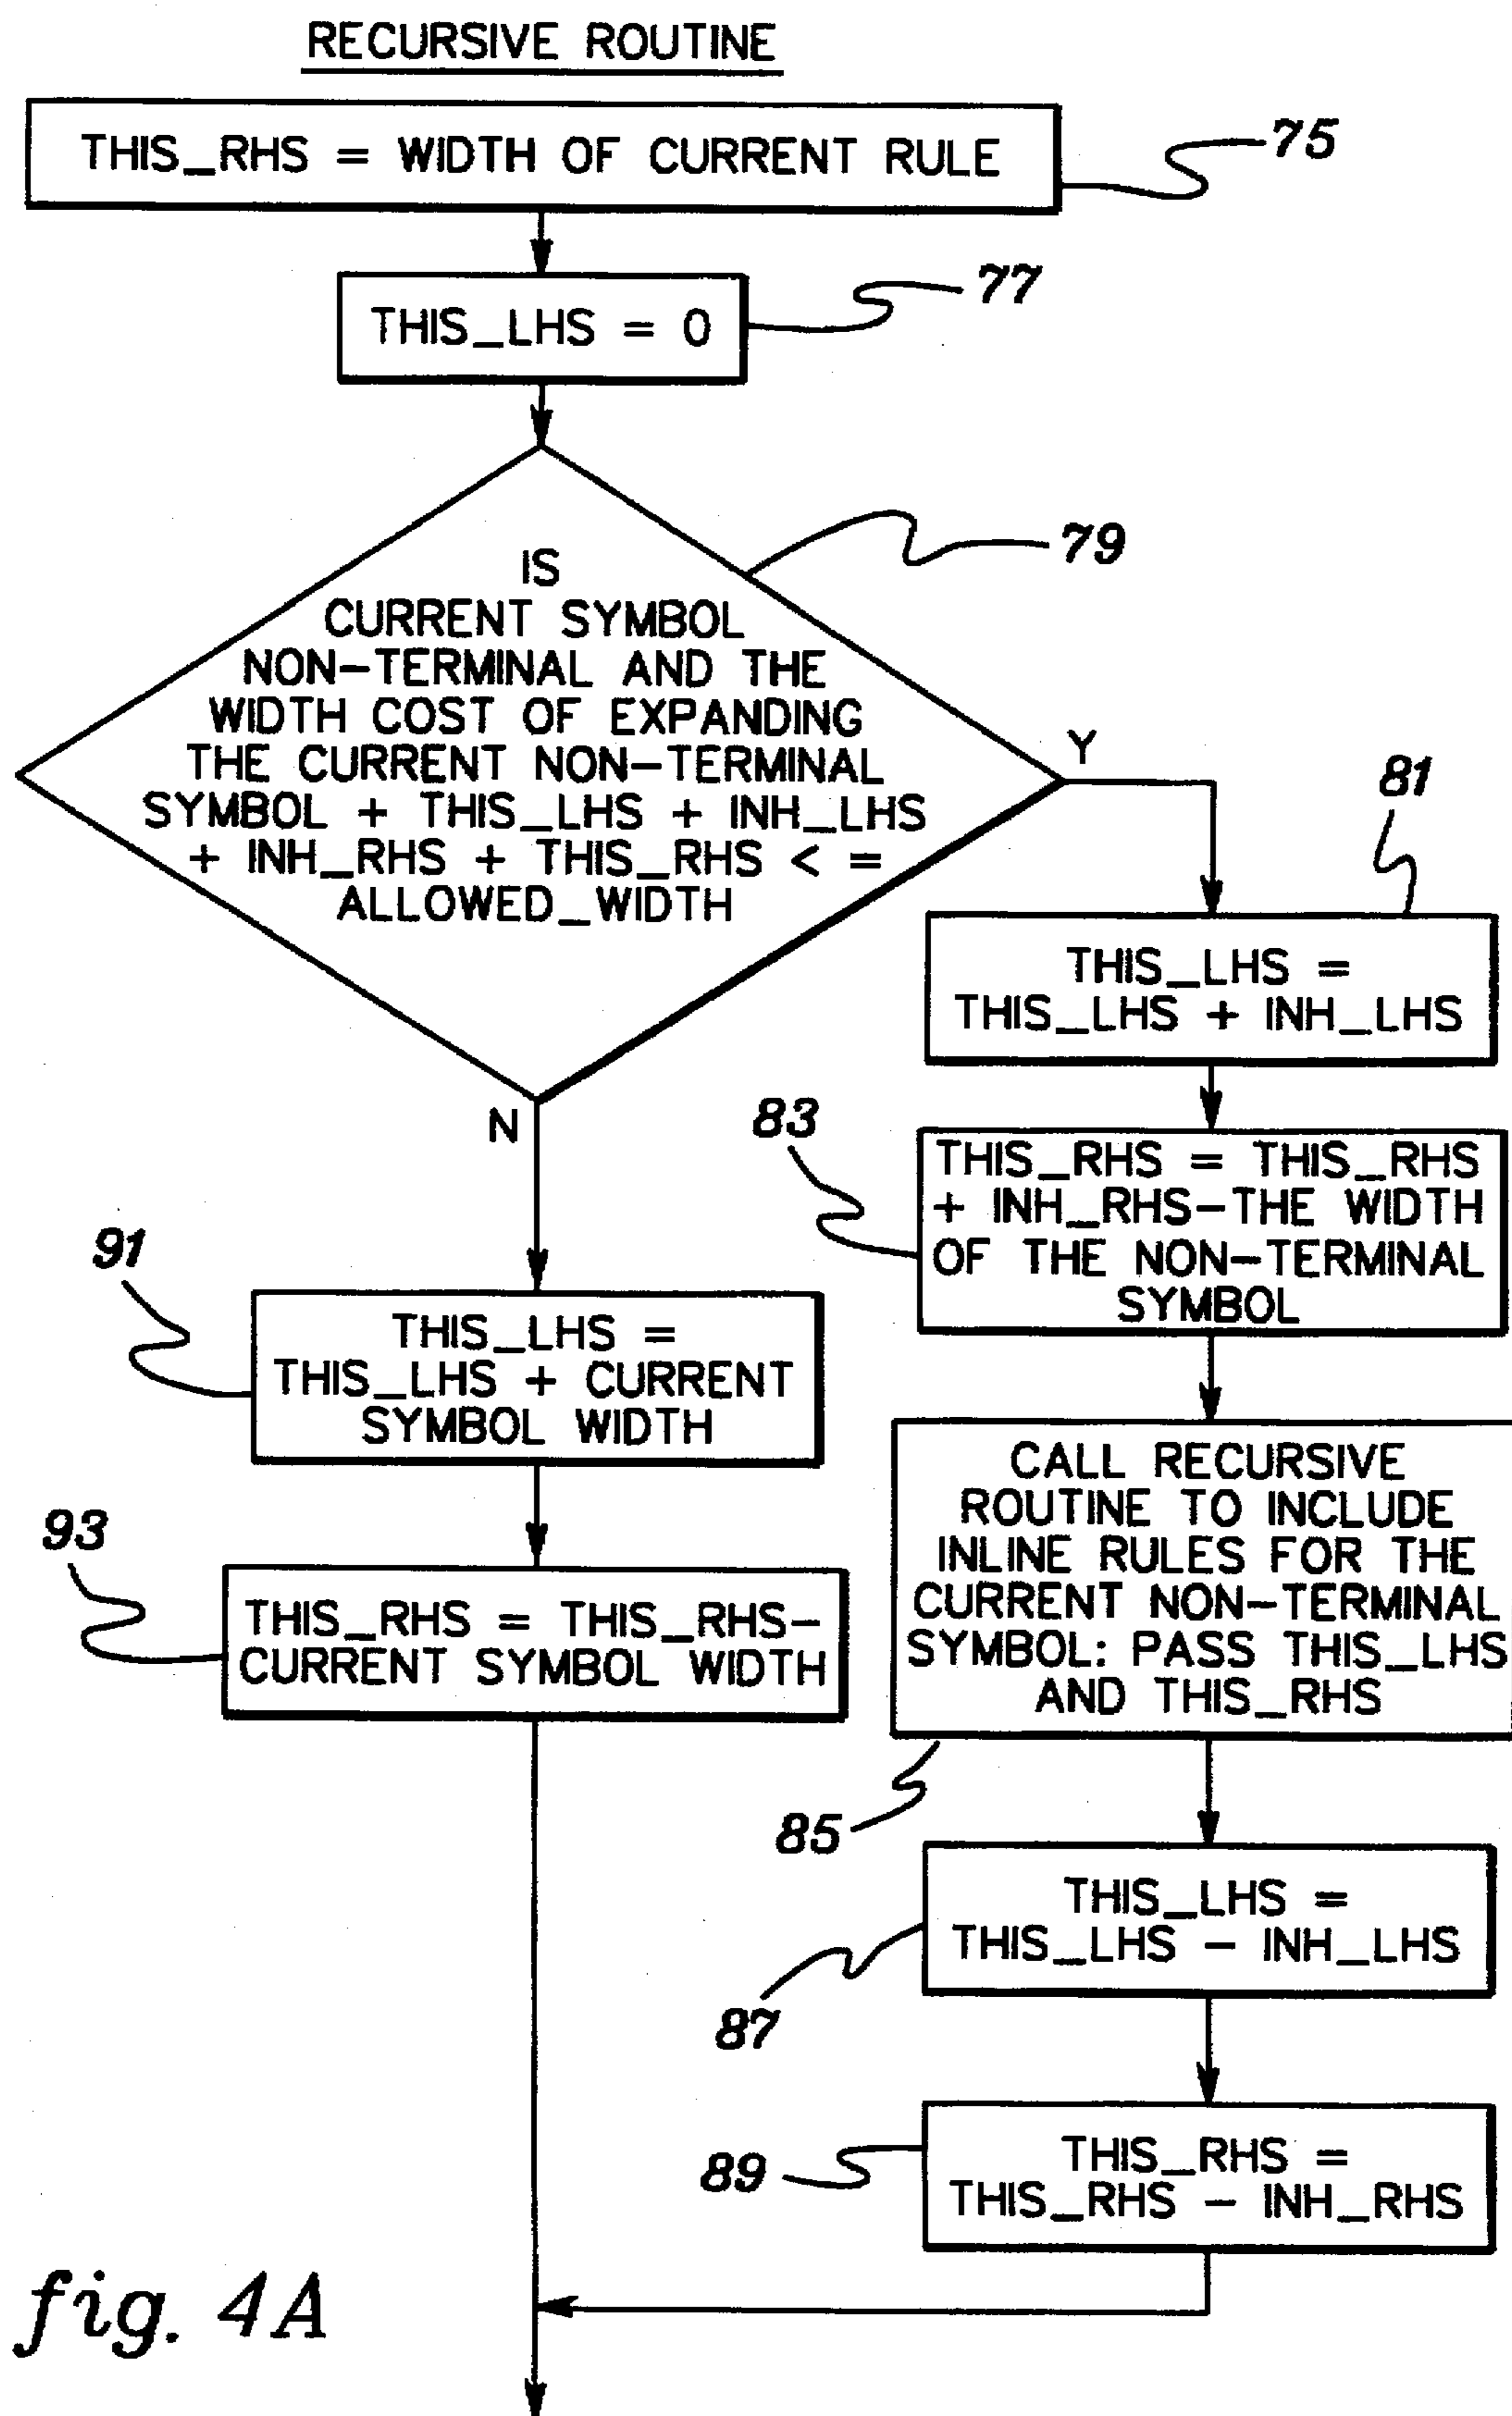 RECURSIVE ROUTINE
THIS_RHS = WIDTH OF CURRENT RULE
75
THIS_LHS = 0
77
IS
CURRENT SYMBOL
NON-TERMINAL AND THE
WIDTH COST OF EXPANDING
THE CURRENT NON-TERMINAL
SYMBOL + THIS_LHS + INH_LHS
+ INH_RHS + THIS_RHS < =
ALLOWED_WIDTH
79
Y
81
THIS_LHS =
THIS_LHS + INH_LHS
83
THIS_RHS = THIS_RHS
+ INH_RHS-THE WIDTH
OF THE NON-TERMINAL
SYMBOL
N
91
THIS_LHS =
THIS_LHS + CURRENT
SYMBOL WIDTH
93
THIS_RHS = THIS_RHS-
CURRENT SYMBOL WIDTH
CALL RECURSIVE
ROUTINE TO INCLUDE
INLINE RULES FOR THE
CURRENT NON-TERMINAL
SYMBOL: PASS THIS_LHS
AND THIS_RHS
85
THIS_LHS =
THIS_LHS - INH_LHS
87
THIS_RHS =
THIS_RHS - INH_RHS
89
fig. 4A